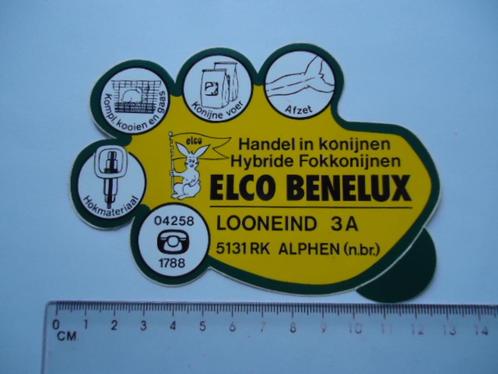 Kompl. kooien en gaas
Konijne voer
Afzet
Hokmateriaal
elco
Handel in konijnen
Hybride Fokkonijnen
ELCO BENELUX
LOONEIND 3A
5131 RK ALPHEN (n.br.)
04258
1788
0 1 2 3 4 5 6 7 8 9 10 11 12 13 14
CM